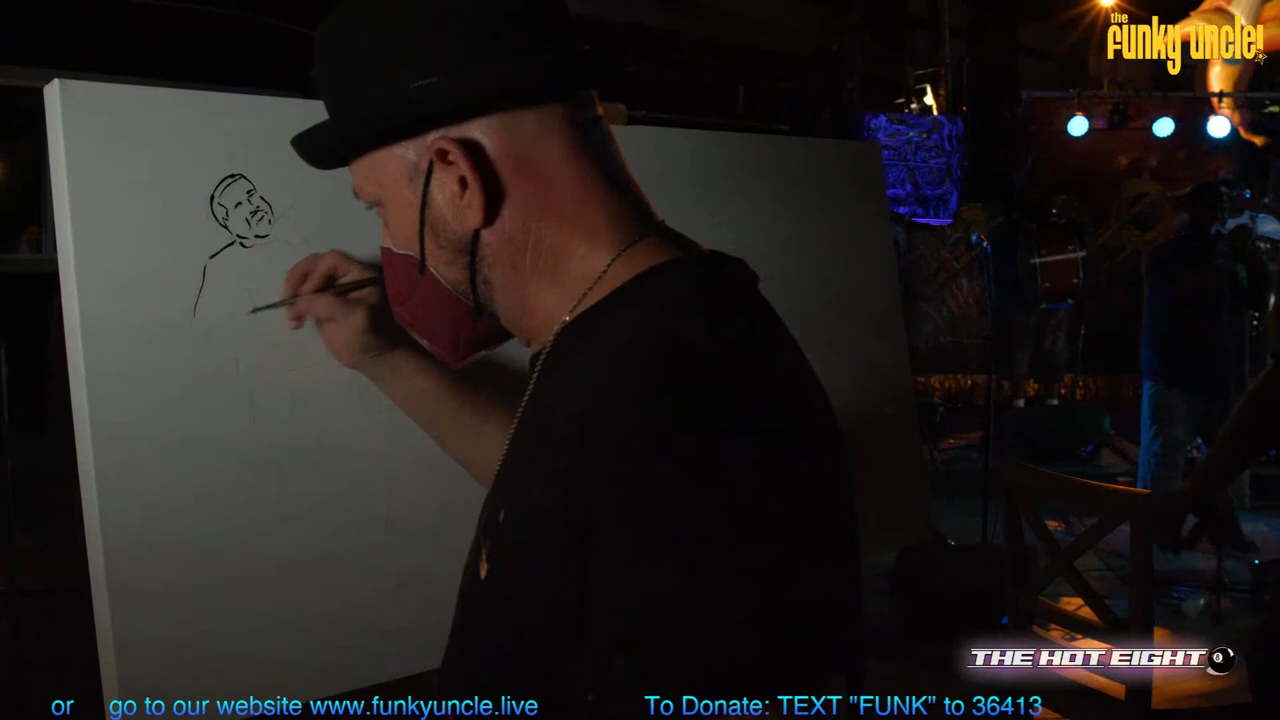 the
funky uncle!
THE HOT EIGHT
or go to our website www.funkyuncle.live To Donate: TEXT "FUNK" to 36413